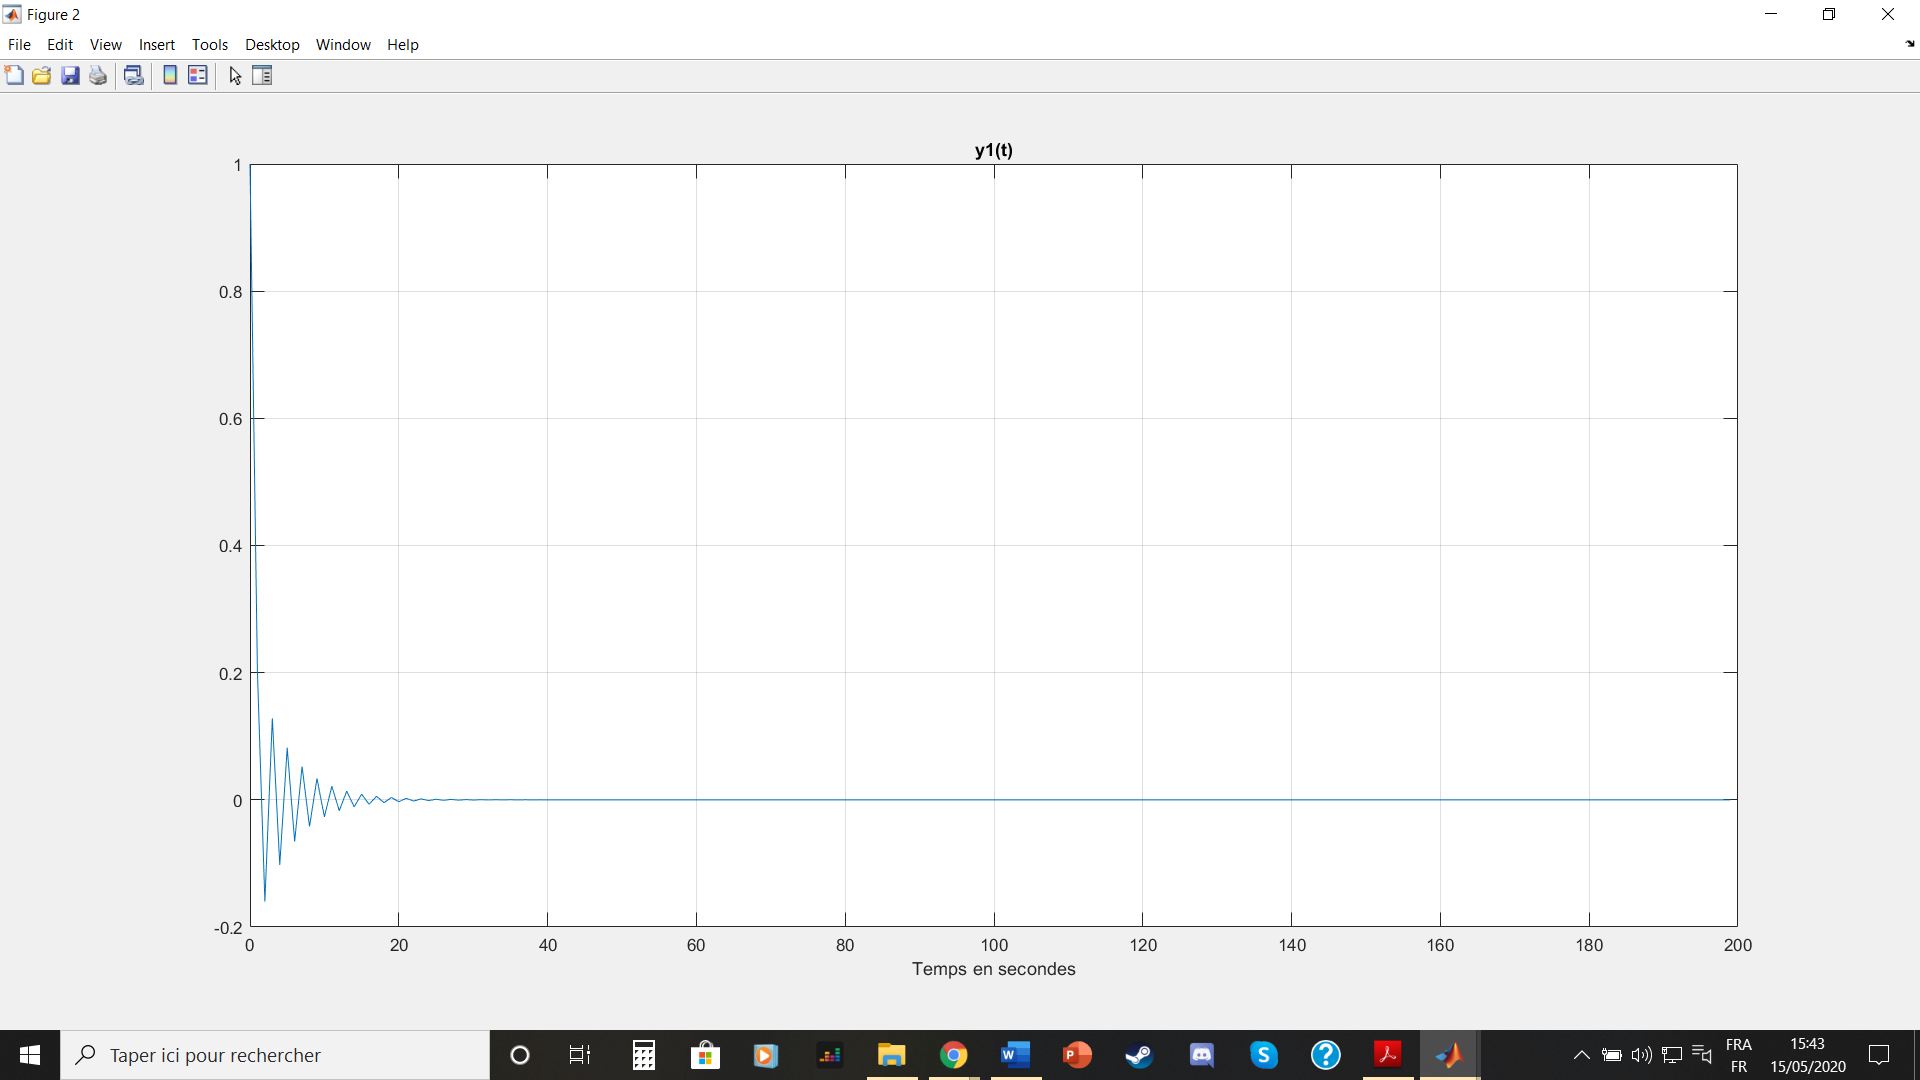 Figure 2
File Edit View Insert Tools Desktop Window Help
y1(t)
1
0.8
0.6
0.4
0.2
0
-0.2
0 20 40 60 80 100 120 140 160 180 200
Temps en secondes
Taper ici pour rechercher
FRA
FR
15:43
15/05/2020